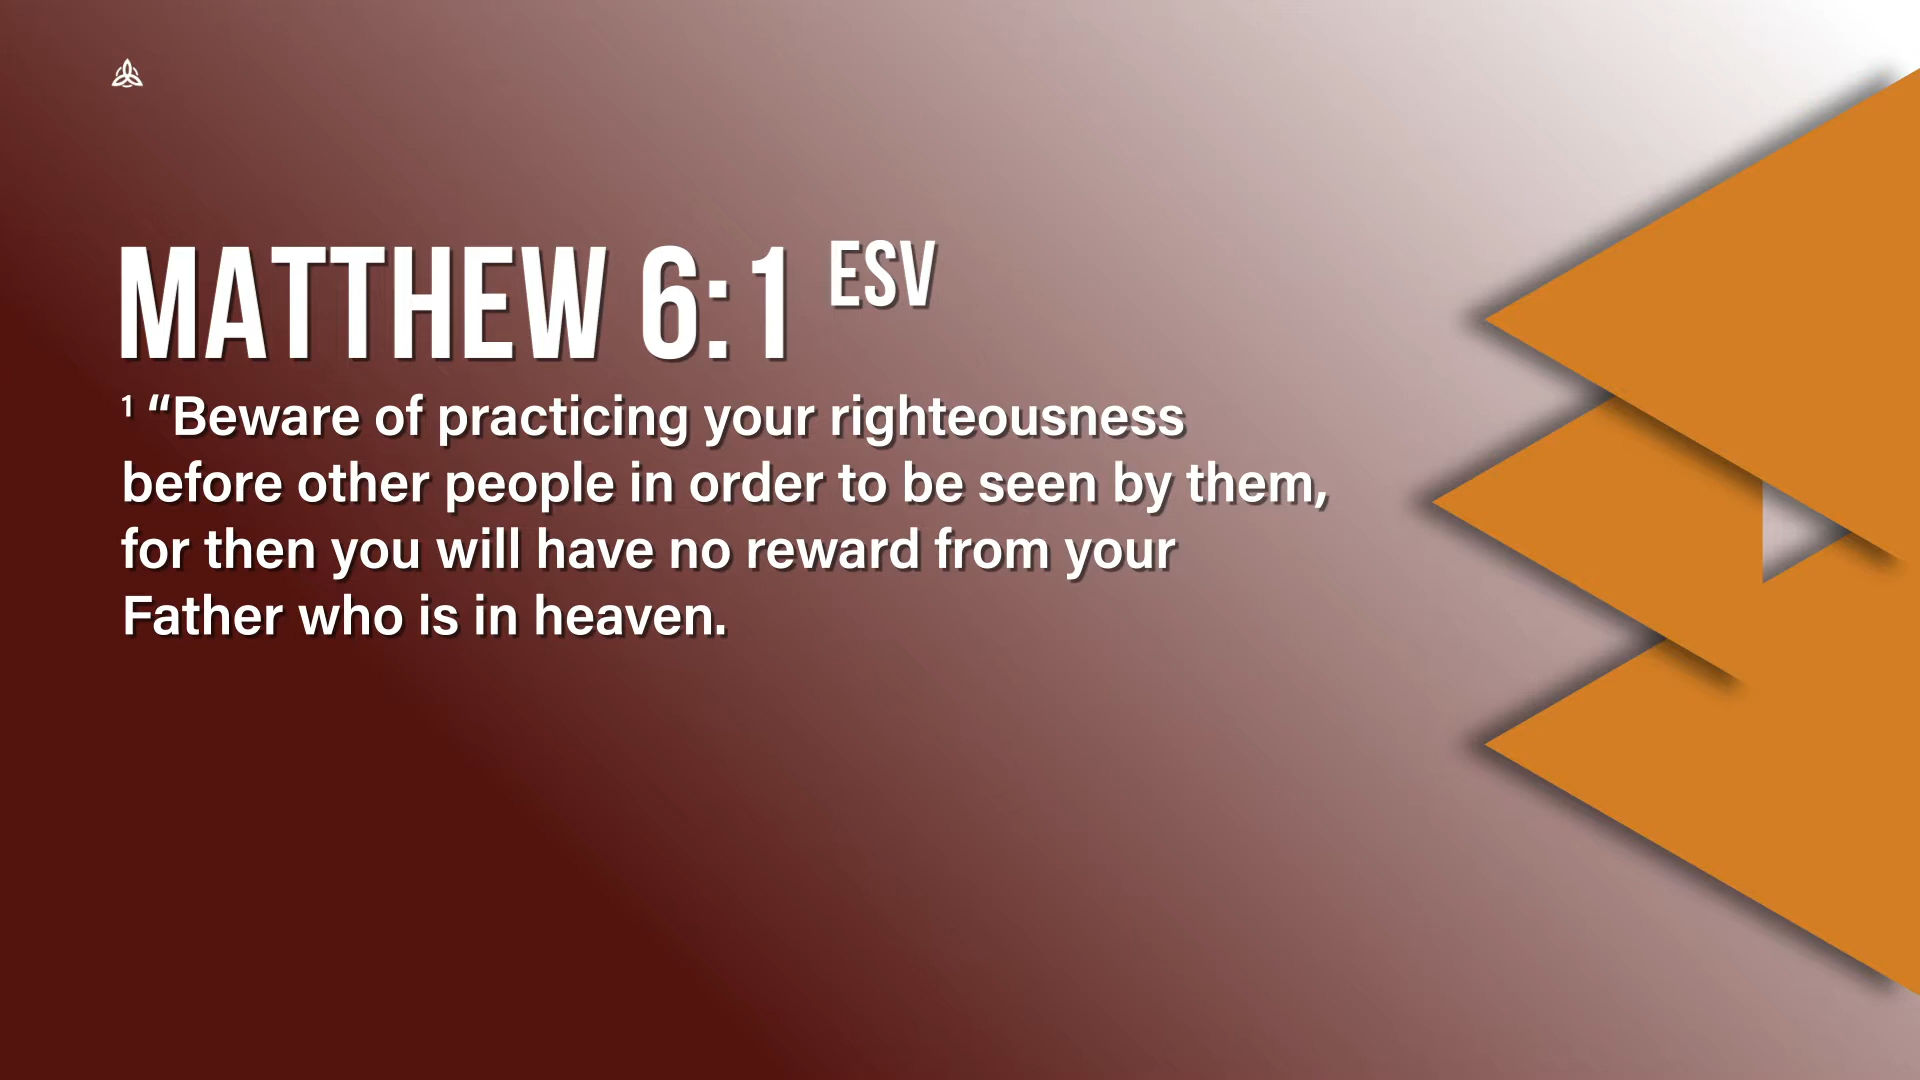 MATTHEW 6:1 ESV
1 “Beware of practicing your righteousness
before other people in order to be seen by them,
for then you will have no reward from your
Father who is in heaven.